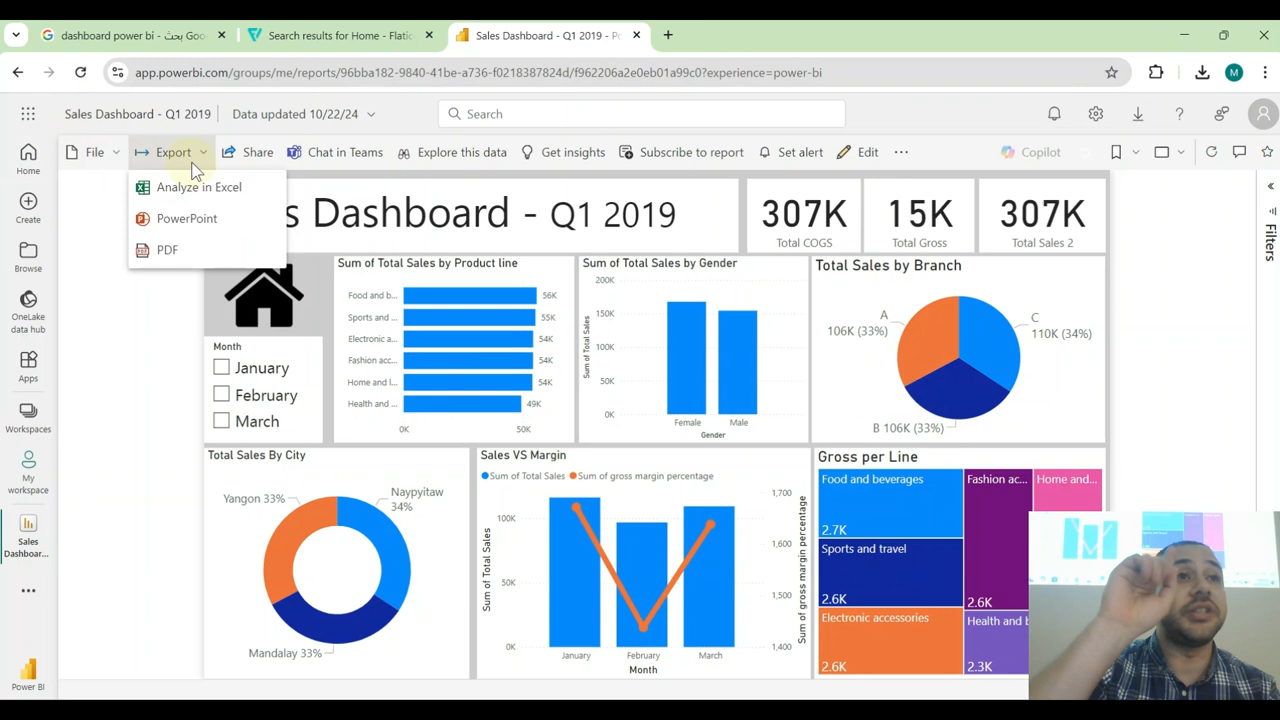 dashboard power bi - بحث Goo
Search results for Home - Flatic
Sales Dashboard - Q1 2019 - Po
app.powerbi.com/groups/me/reports/96bba182-9840-41be-a736-f0218387824d/f962206a2e0eb01a99c0?experience=power-bi
M
Sales Dashboard - Q1 2019
Data updated 10/22/24
Search
File
Export
Share
Chat in Teams
Explore this data
Get insights
Subscribe to report
Set alert
Edit
Copilot
Analyze in Excel
PowerPoint
PDF
Home
Create
Browse
OneLake
data hub
Apps
Workspaces
My
workspace
Sales
Dashboar...
Power BI
Filters
s Dashboard - Q1 2019
307K
Total COGS
15K
Total Gross
307K
Total Sales 2
Month
January
February
March
Sum of Total Sales by Product line
Food and b...
56K
Sports and ...
55K
Electronic a...
54K
Fashion acc...
54K
Home and l...
54K
Health and ...
49K
0K
50K
Sum of Total Sales by Gender
Sum of Total Sales
200K
150K
100K
50K
0K
Female
Male
Gender
Total Sales by Branch
A
106K (33%)
C
110K (34%)
B 106K (33%)
Total Sales By City
Yangon 33%
Naypyitaw
34%
Mandalay 33%
Sales VS Margin
Sum of Total Sales
Sum of gross margin percentage
Sum of Total Sales
100K
50K
0K
1,700
1,600
1,500
1,400
Sum of gross margin percentage
January
February
March
Month
Gross per Line
Food and beverages
2.7K
Sports and travel
2.6K
Electronic accessories
2.6K
Fashion ac...
2.6K
Home and...
Health and b
2.3K